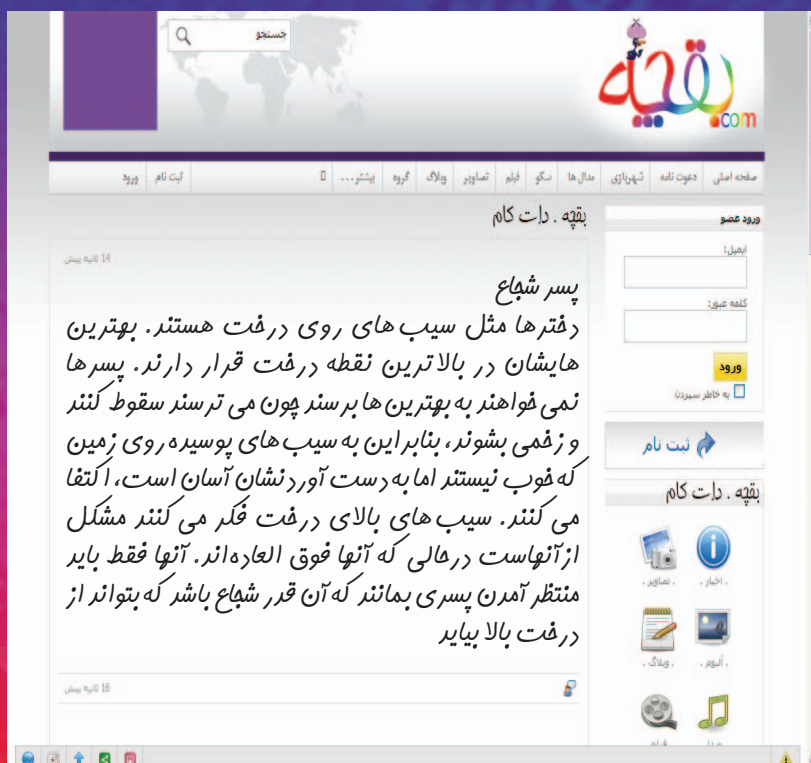 جستجو
بقچه
.com
صفحه اصلی دعوت نامه شهربازی مدال ها سکو فیلم تصاویر وبلاگ گروه بیشتر... ثبت نام ورود
ورود عضو
ایمیل:
کلمه عبور:
ورود
به خاطر سپردن
ثبت نام
بقچه . دات کام
. اخبار . . تصاویر .
. آلبوم . . وبلاگ .
بقچه . دات کام
14 ثانیه پیش
پسر شجاع
دخترها مثل سیب های روی درخت هستند. بهترین
هایشان در بالا ترین نقطه درخت قرار دارند. پسرها
نمی خواهند به بهترین ها برسند چون می ترسند سقوط کنند
و زخمی بشوند، بنابراین به سیب های پوسیده روی زمین
که خوب نیستند اما به دست آوردنشان آسان است، اکتفا
می کنند. سیب های بالای درخت فکر می کنند مشکل
از آنهاست درحالی که آنها فوق العاده اند. آنها فقط باید
منتظر آمدن پسری بمانند که آن قدر شجاع باشد که بتواند از
درخت بالا بیاید
16 ثانیه پیش